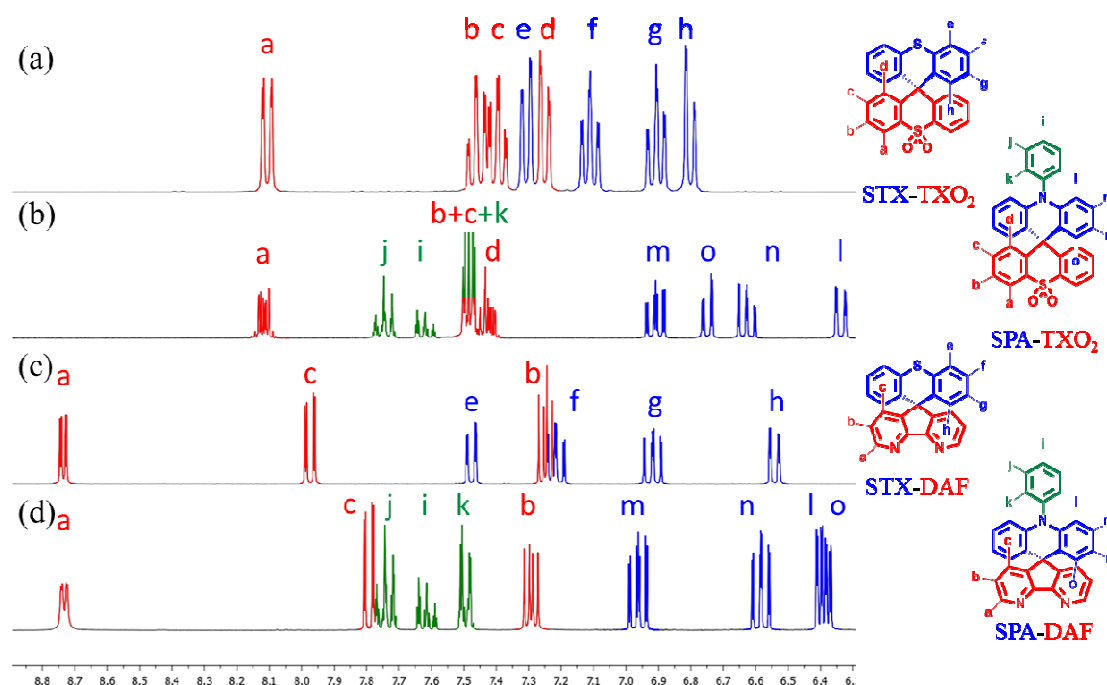 (a)
a
b
c
e
d
f
g
h
e
f
S
g
d
c
h
b
S
O
O
a
STX-TXO₂
(b)
a
j
i
b+c+k
d
m
o
n
l
i
J
k
l
N
d
c
o
b
S
O
O
a
SPA-TXO₂
(c)
a
c
e
b
f
g
h
e
S
f
c
g
b
h
N
N
a
STX-DAF
(d)
a
c
j
i
k
b
m
n
l
o
i
J
k
l
N
c
b
o
N
N
a
SPA-DAF
8.8 8.7 8.6 8.5 8.4 8.3 8.2 8.1 8.0 7.9 7.8 7.7 7.6 7.5 7.4 7.3 7.2 7.1 7.0 6.9 6.8 6.7 6.6 6.5 6.4 6.3